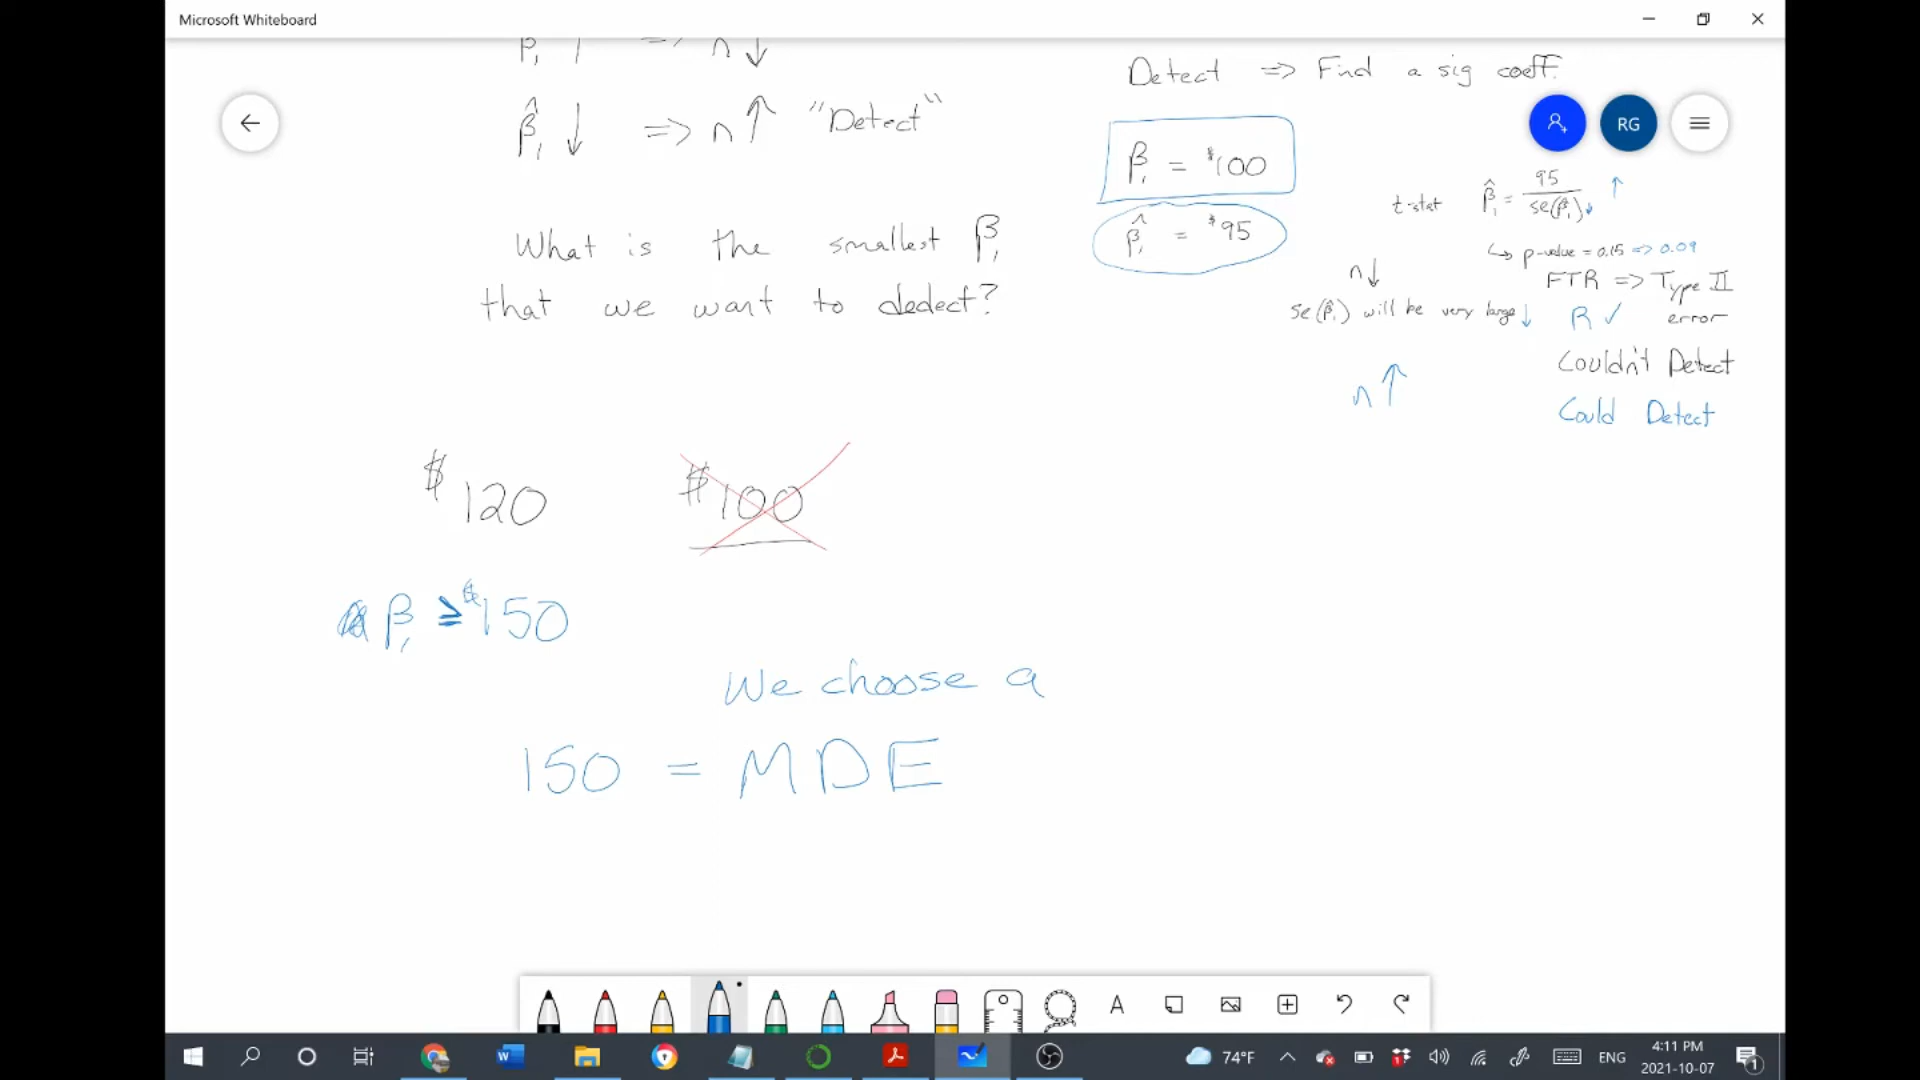 Microsoft Whiteboard
=> n ↓
β̂₁ ↓ => n ↑ "Detect"
What is the smallest β₁
that we want to dedect?
$120 $100
β₁ ≥ $150
We choose a
150 = MDE
Detect => Find a sig coeff.
β₁ = $100
β̂₁ = $95
RG
t-stat β̂₁ = 95 / se(β̂₁) ↓ ↑
↳ p-value = 0.15 => 0.09
n ↓
FTR => Type II
error
se(β̂₁) will be very large ↓
R ✓
Couldn't Detect
n ↑
Could Detect
A
74°F
ENG
4:11 PM
2021-10-07
1